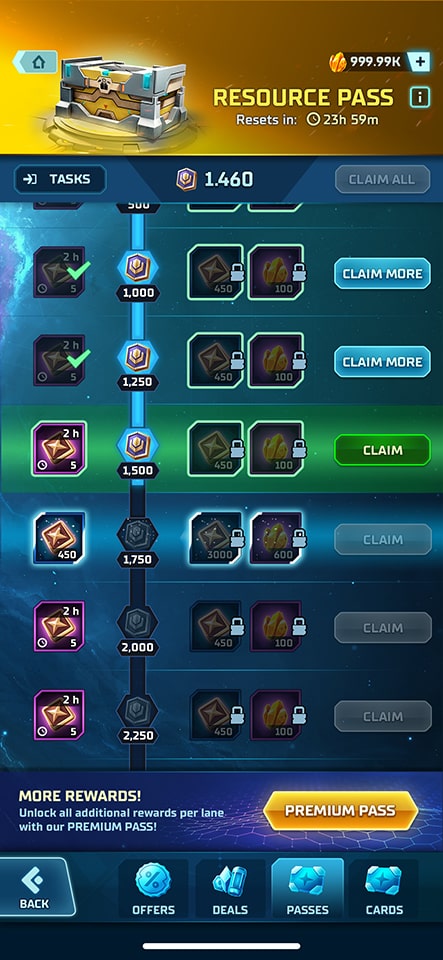 999.99K +
RESOURCE PASS i
Resets in: 23h 59m
TASKS 1.460 CLAIM ALL
500
2 h
5 1,000 450 100 CLAIM MORE
2 h
5 1,250 450 100 CLAIM MORE
2 h
5 1,500 450 100 CLAIM
450 1,750 3000 600 CLAIM
2 h
5 2,000 450 100 CLAIM
2 h
5 2,250 450 100 CLAIM
MORE REWARDS!
Unlock all additional rewards per lane
with our PREMIUM PASS!
PREMIUM PASS
BACK OFFERS DEALS PASSES CARDS